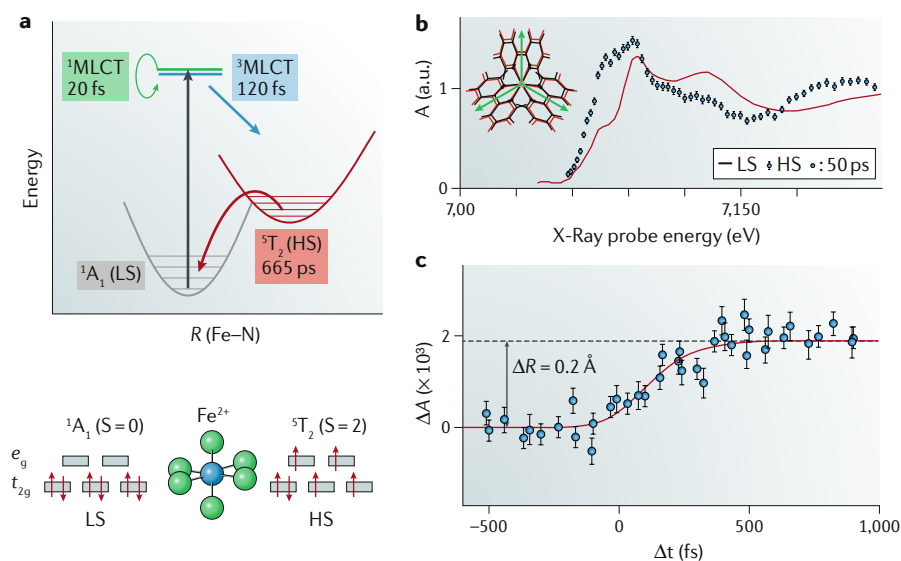 a
¹MLCT
20 fs
³MLCT
120 fs
Energy
⁵T₂ (HS)
665 ps
¹A₁ (LS)
R (Fe–N)
¹A₁ (S = 0)
Fe²⁺
⁵T₂ (S = 2)
e_g
t_2g
LS
HS
b
A (a.u.)
1
0
LS HS : 50 ps
7,000
7,150
X-Ray probe energy (eV)
c
ΔA (× 10³)
2
0
ΔR = 0.2 Å
–500
0
500
1,000
Δt (fs)